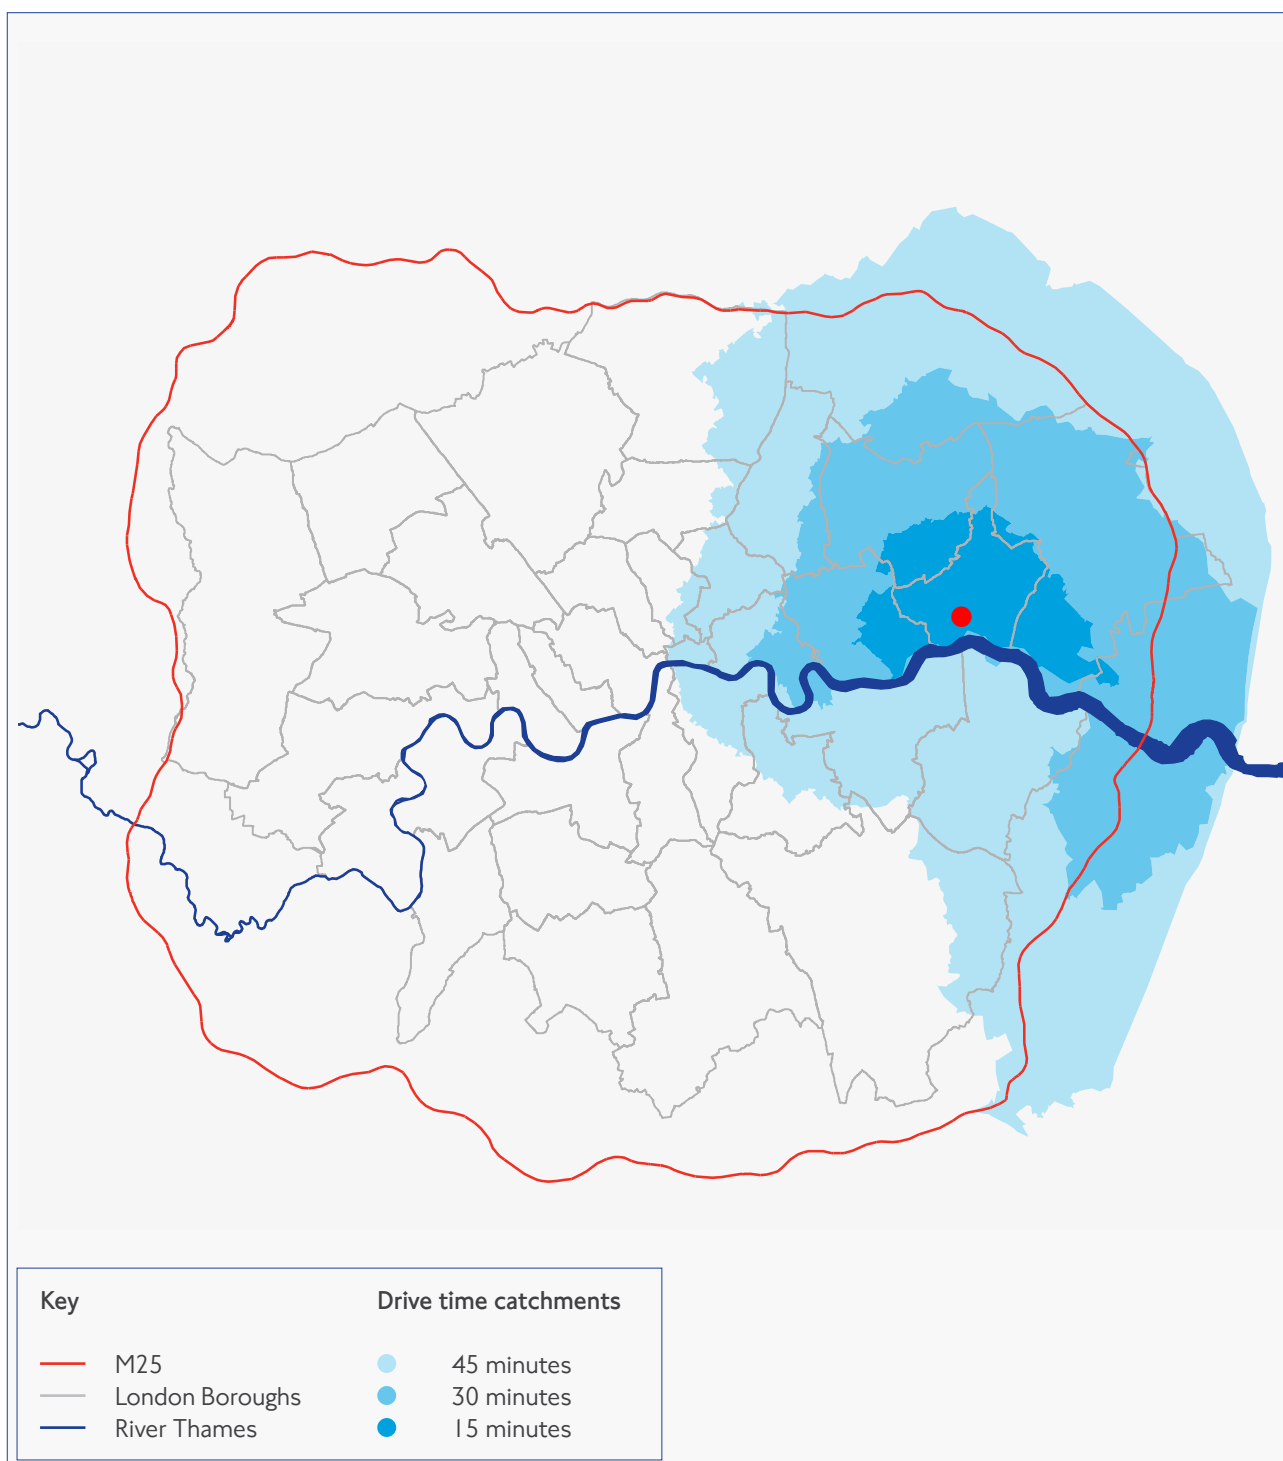 Key
Drive time catchments
M25
45 minutes
London Boroughs
30 minutes
River Thames
15 minutes